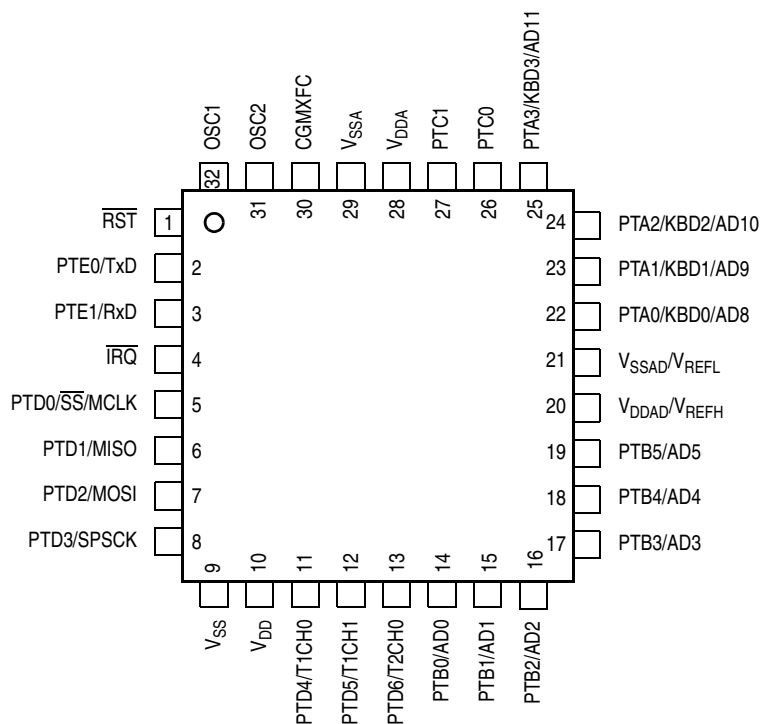 OSC1
OSC2
CGMXFC
VSSA
VDDA
PTC1
PTC0
PTA3/KBD3/AD11
32
31
30
29
28
27
26
25
RST 1
PTE0/TxD 2
PTE1/RxD 3
IRQ 4
PTD0/SS/MCLK 5
PTD1/MISO 6
PTD2/MOSI 7
PTD3/SPSCK 8
24 PTA2/KBD2/AD10
23 PTA1/KBD1/AD9
22 PTA0/KBD0/AD8
21 VSSAD/VREFL
20 VDDAD/VREFH
19 PTB5/AD5
18 PTB4/AD4
17 PTB3/AD3
9
10
11
12
13
14
15
16
VSS
VDD
PTD4/T1CH0
PTD5/T1CH1
PTD6/T2CH0
PTB0/AD0
PTB1/AD1
PTB2/AD2